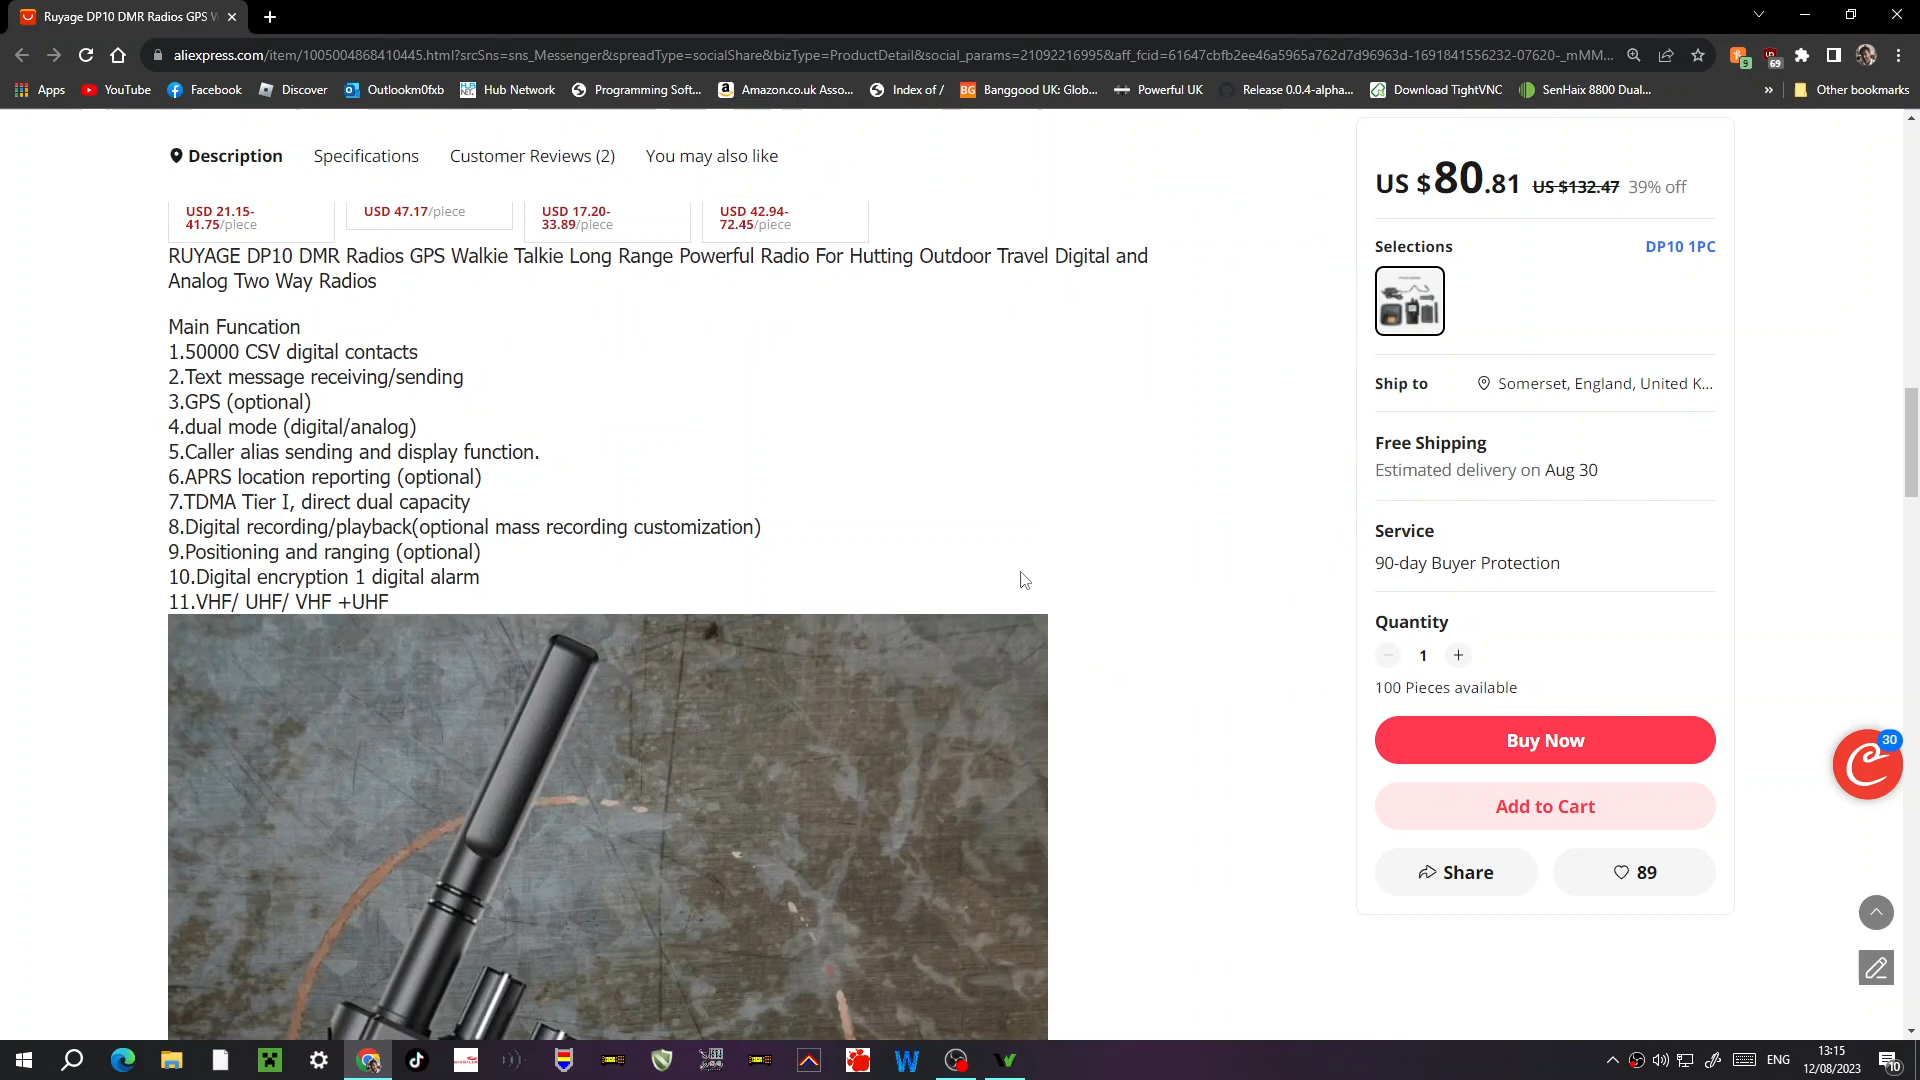 Ruyage DP10 DMR Radios GPS W
aliexpress.com/item/1005004868410445.html?srSns=sns_Messenger&spreadType=socialShare&bizType=ProductDetail&social_params=21092216995&aff_fcid=61647cbfb2ee46a5965a762d7d96963d-1691841556232-07620-_mMM...
9
69
Apps YouTube Facebook Discover Outlookm0fxb Hub Network Programming Soft... Amazon.co.uk Asso... Index of / BG Banggood UK: Glob... Powerful UK Release 0.0.4-alpha... Download TightVNC SenHaix 8800 Dual... » Other bookmarks
Description Specifications Customer Reviews (2) You may also like
USD 21.15-
41.75/piece
USD 47.17/piece
USD 17.20-
33.89/piece
USD 42.94-
72.45/piece
RUYAGE DP10 DMR Radios GPS Walkie Talkie Long Range Powerful Radio For Hutting Outdoor Travel Digital and
Analog Two Way Radios
Main Funcation
1.50000 CSV digital contacts
2.Text message receiving/sending
3.GPS (optional)
4.dual mode (digital/analog)
5.Caller alias sending and display function.
6.APRS location reporting (optional)
7.TDMA Tier I, direct dual capacity
8.Digital recording/playback(optional mass recording customization)
9.Positioning and ranging (optional)
10.Digital encryption 1 digital alarm
11.VHF/ UHF/ VHF +UHF
US $80.81 US $132.47 39% off
Selections DP10 1PC
Ship to Somerset, England, United K...
Free Shipping
Estimated delivery on Aug 30
Service
90-day Buyer Protection
Quantity
1
100 Pieces available
Buy Now
Add to Cart
Share
89
30
ENG
13:15
12/08/2023
10